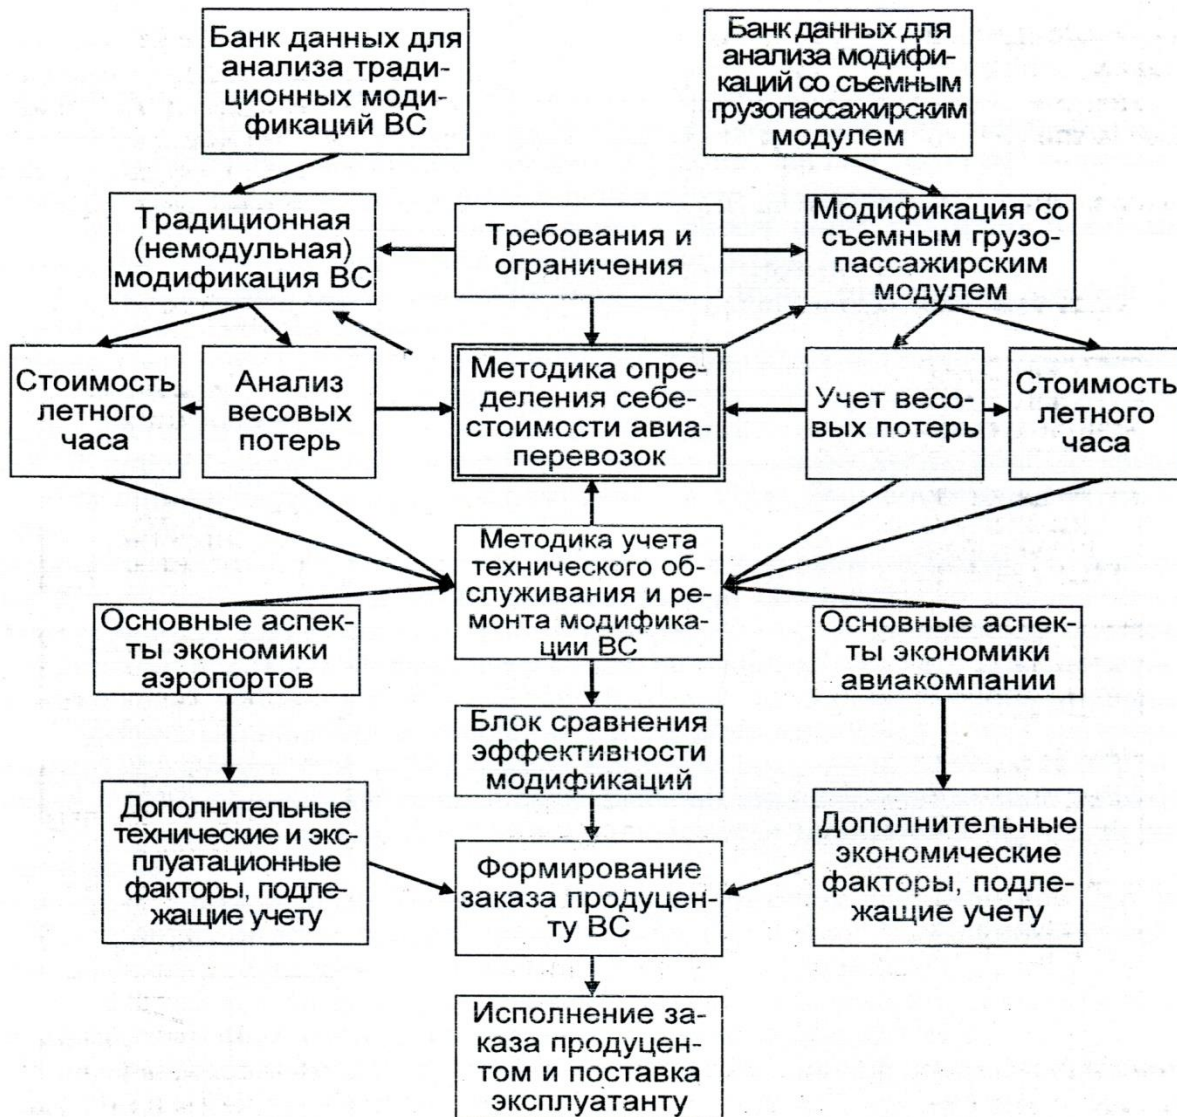 Банк данных для
анализа тради-
ционных моди-
фикаций ВС
Банк данных для
анализа модифи-
каций со съемным
грузопассажирским
модулем
Традиционная
(немодульная)
модификация ВС
Требования и
ограничения
Модификация со
съемным грузо-
пассажирским
модулем
Стоимость
летного
часа
Анализ
весовых
потерь
Методика опре-
деления себе-
стоимости авиа-
перевозок
Учет весо-
вых потерь
Стоимость
летного
часа
Методика учета
технического об-
служивания и ре-
монта модифика-
ции ВС
Основные аспек-
ты экономики
аэропортов
Основные аспек-
ты экономики
авиакомпании
Блок сравнения
эффективности
модификаций
Дополнительные
технические и экс-
плуатационные
факторы, подле-
жащие учету
Формирование
заказа продуцен-
ту ВС
Дополнительные
экономические
факторы, подле-
жащие учету
Исполнение за-
каза продуцен-
том и поставка
эксплуатанту